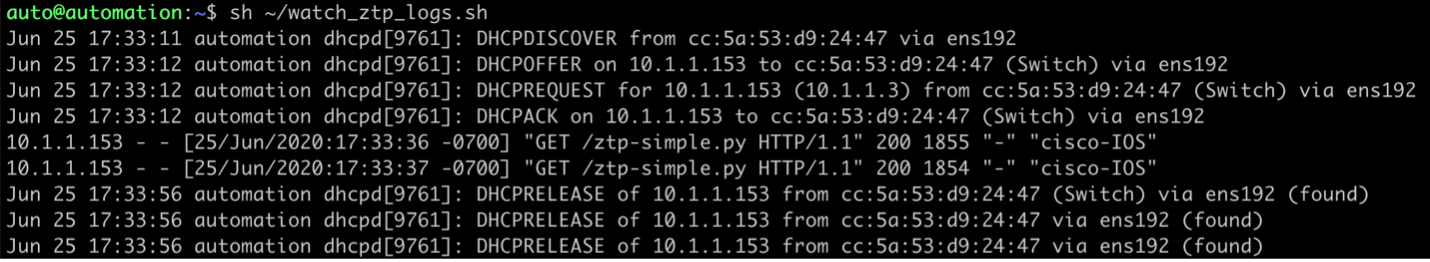 auto@automation:~$ sh ~/watch_ztp_logs.sh
Jun 25 17:33:11 automation dhcpd[9761]: DHCPDISCOVER from cc:5a:53:d9:24:47 via ens192
Jun 25 17:33:12 automation dhcpd[9761]: DHCPOFFER on 10.1.1.153 to cc:5a:53:d9:24:47 (Switch) via ens192
Jun 25 17:33:12 automation dhcpd[9761]: DHCPREQUEST for 10.1.1.153 (10.1.1.3) from cc:5a:53:d9:24:47 (Switch) via ens192
Jun 25 17:33:12 automation dhcpd[9761]: DHCPACK on 10.1.1.153 to cc:5a:53:d9:24:47 (Switch) via ens192
10.1.1.153 - - [25/Jun/2020:17:33:36 -0700] "GET /ztp-simple.py HTTP/1.1" 200 1855 "-" "cisco-IOS"
10.1.1.153 - - [25/Jun/2020:17:33:37 -0700] "GET /ztp-simple.py HTTP/1.1" 200 1854 "-" "cisco-IOS"
Jun 25 17:33:56 automation dhcpd[9761]: DHCPRELEASE of 10.1.1.153 from cc:5a:53:d9:24:47 (Switch) via ens192 (found)
Jun 25 17:33:56 automation dhcpd[9761]: DHCPRELEASE of 10.1.1.153 from cc:5a:53:d9:24:47 via ens192 (found)
Jun 25 17:33:56 automation dhcpd[9761]: DHCPRELEASE of 10.1.1.153 from cc:5a:53:d9:24:47 via ens192 (found)